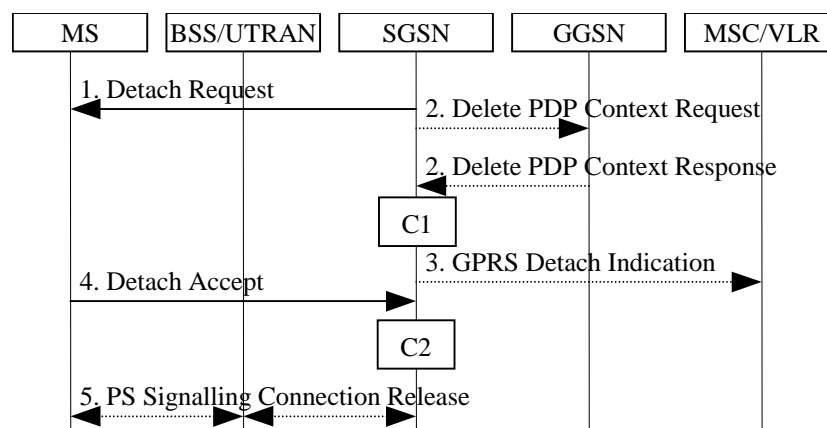 MS BSS/UTRAN SGSN GGSN MSC/VLR
1. Detach Request
2. Delete PDP Context Request
2. Delete PDP Context Response
C1
3. GPRS Detach Indication
4. Detach Accept
C2
5. PS Signalling Connection Release